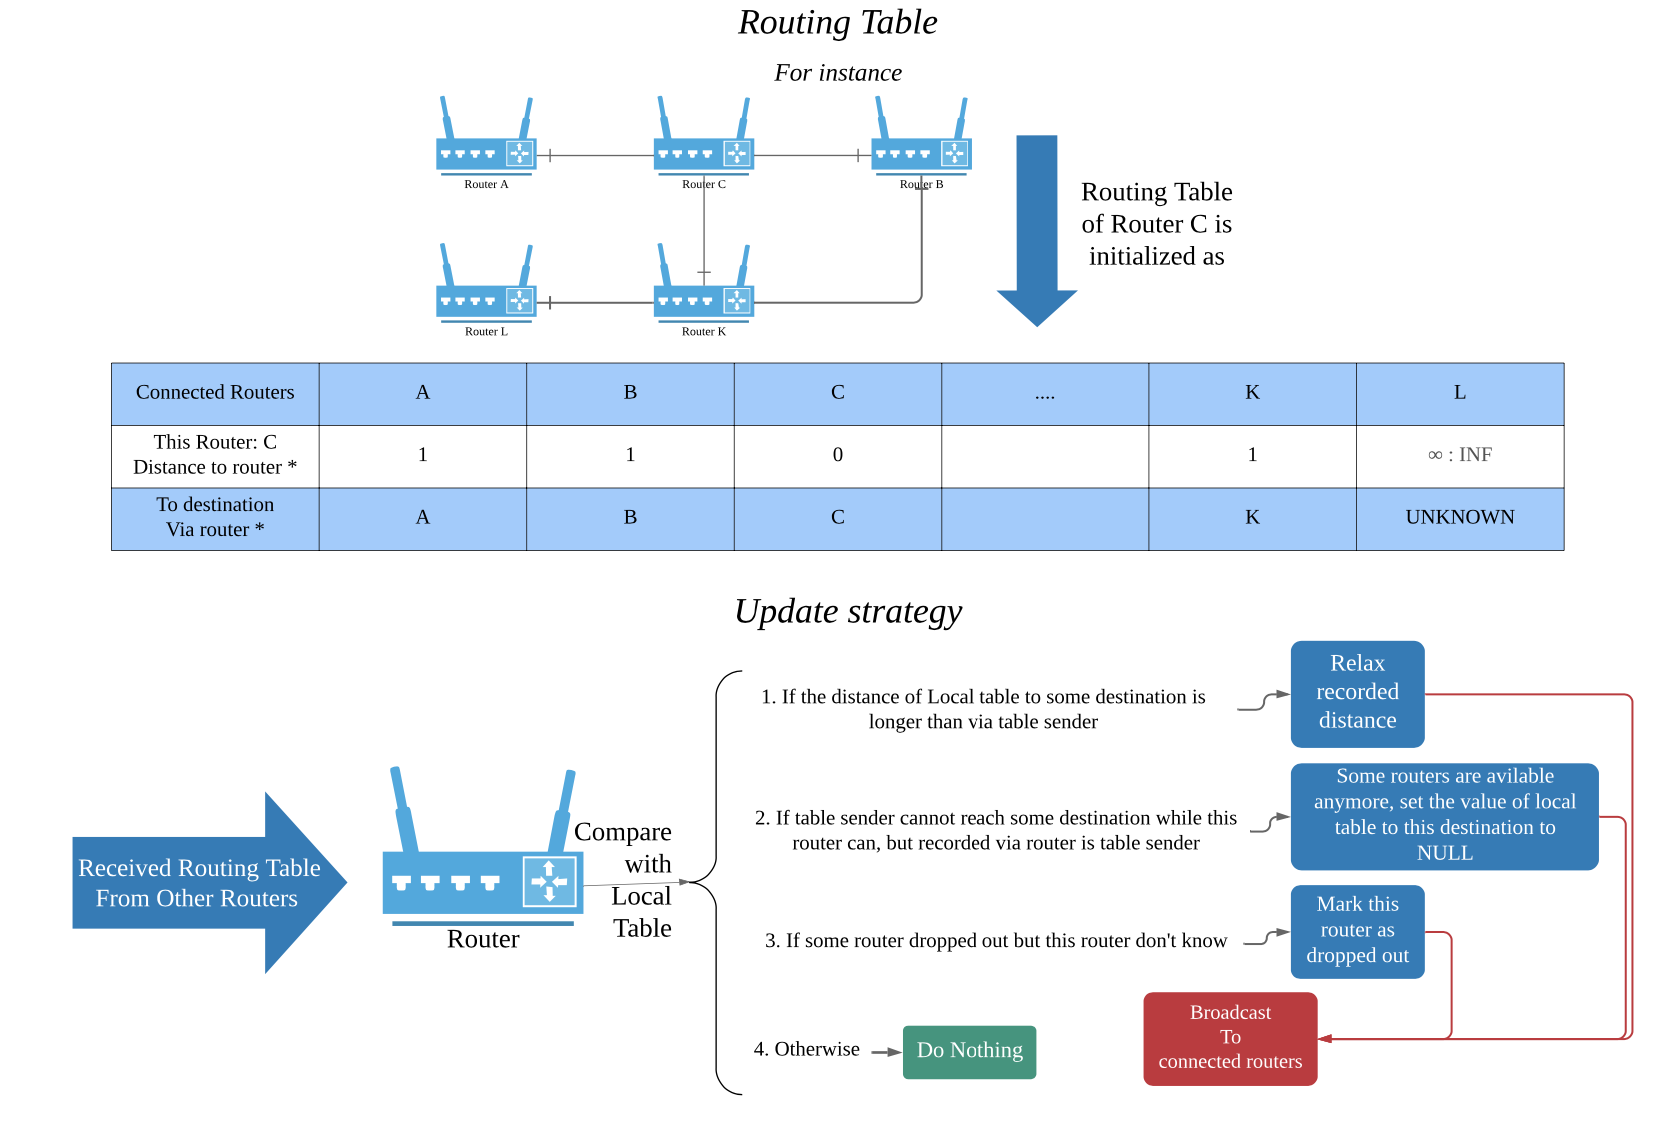 Routing Table
For instance
Router A
Router C
Router B
Routing Table
of Router C is
initialized as
Router L
Router K
Connected Routers A B C .... K L
This Router: C
Distance to router * 1 1 0 1 ∞ : INF
To destination
Via router * A B C K UNKNOWN
Update strategy
Received Routing Table
From Other Routers
Router
Compare
with
Local
Table
1. If the distance of Local table to some destination is
longer than via table sender
Relax
recorded
distance
2. If table sender cannot reach some destination while this
router can, but recorded via router is table sender
Some routers are avilable
anymore, set the value of local
table to this destination to
NULL
3. If some router dropped out but this router don't know
Mark this
router as
dropped out
4. Otherwise
Do Nothing
Broadcast
To
connected routers